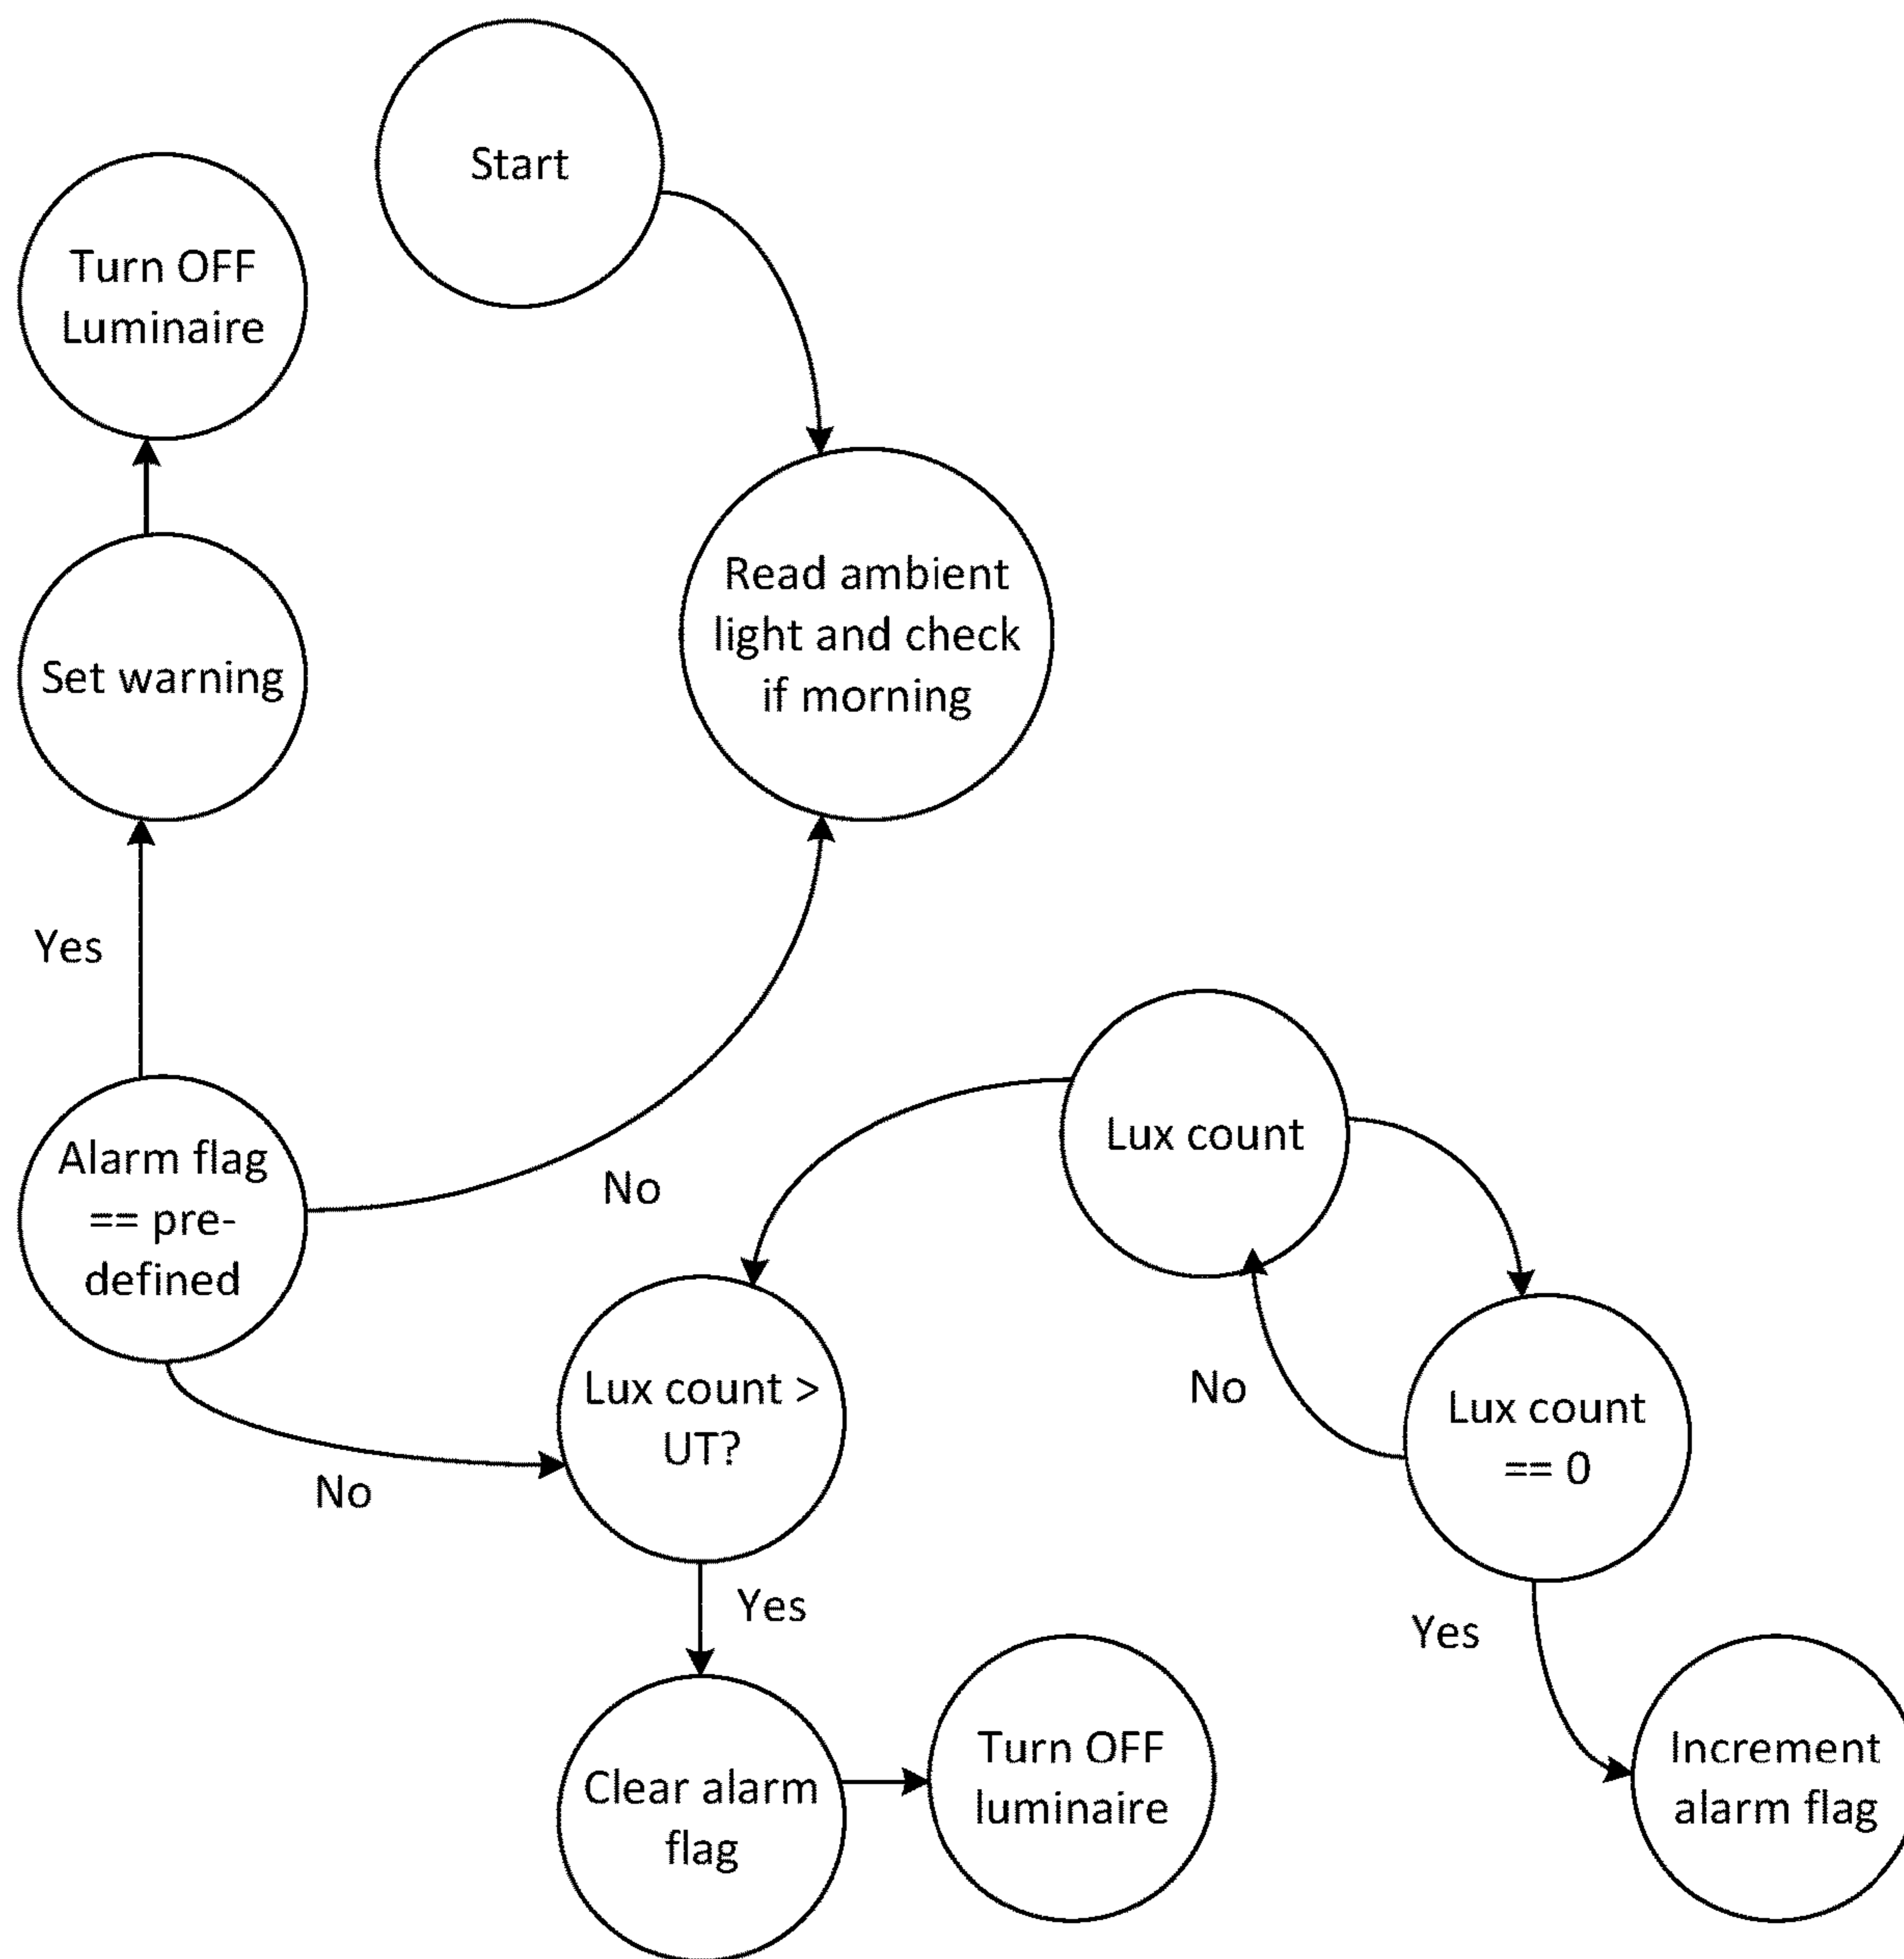 Start
Turn OFF
Luminaire
Read ambient
light and check
if morning
Set warning
Yes
Alarm flag
== pre-
defined
No
Lux count
No
Lux count >
UT?
No
Lux count
== 0
Yes
Yes
Clear alarm
flag
Turn OFF
luminaire
Increment
alarm flag